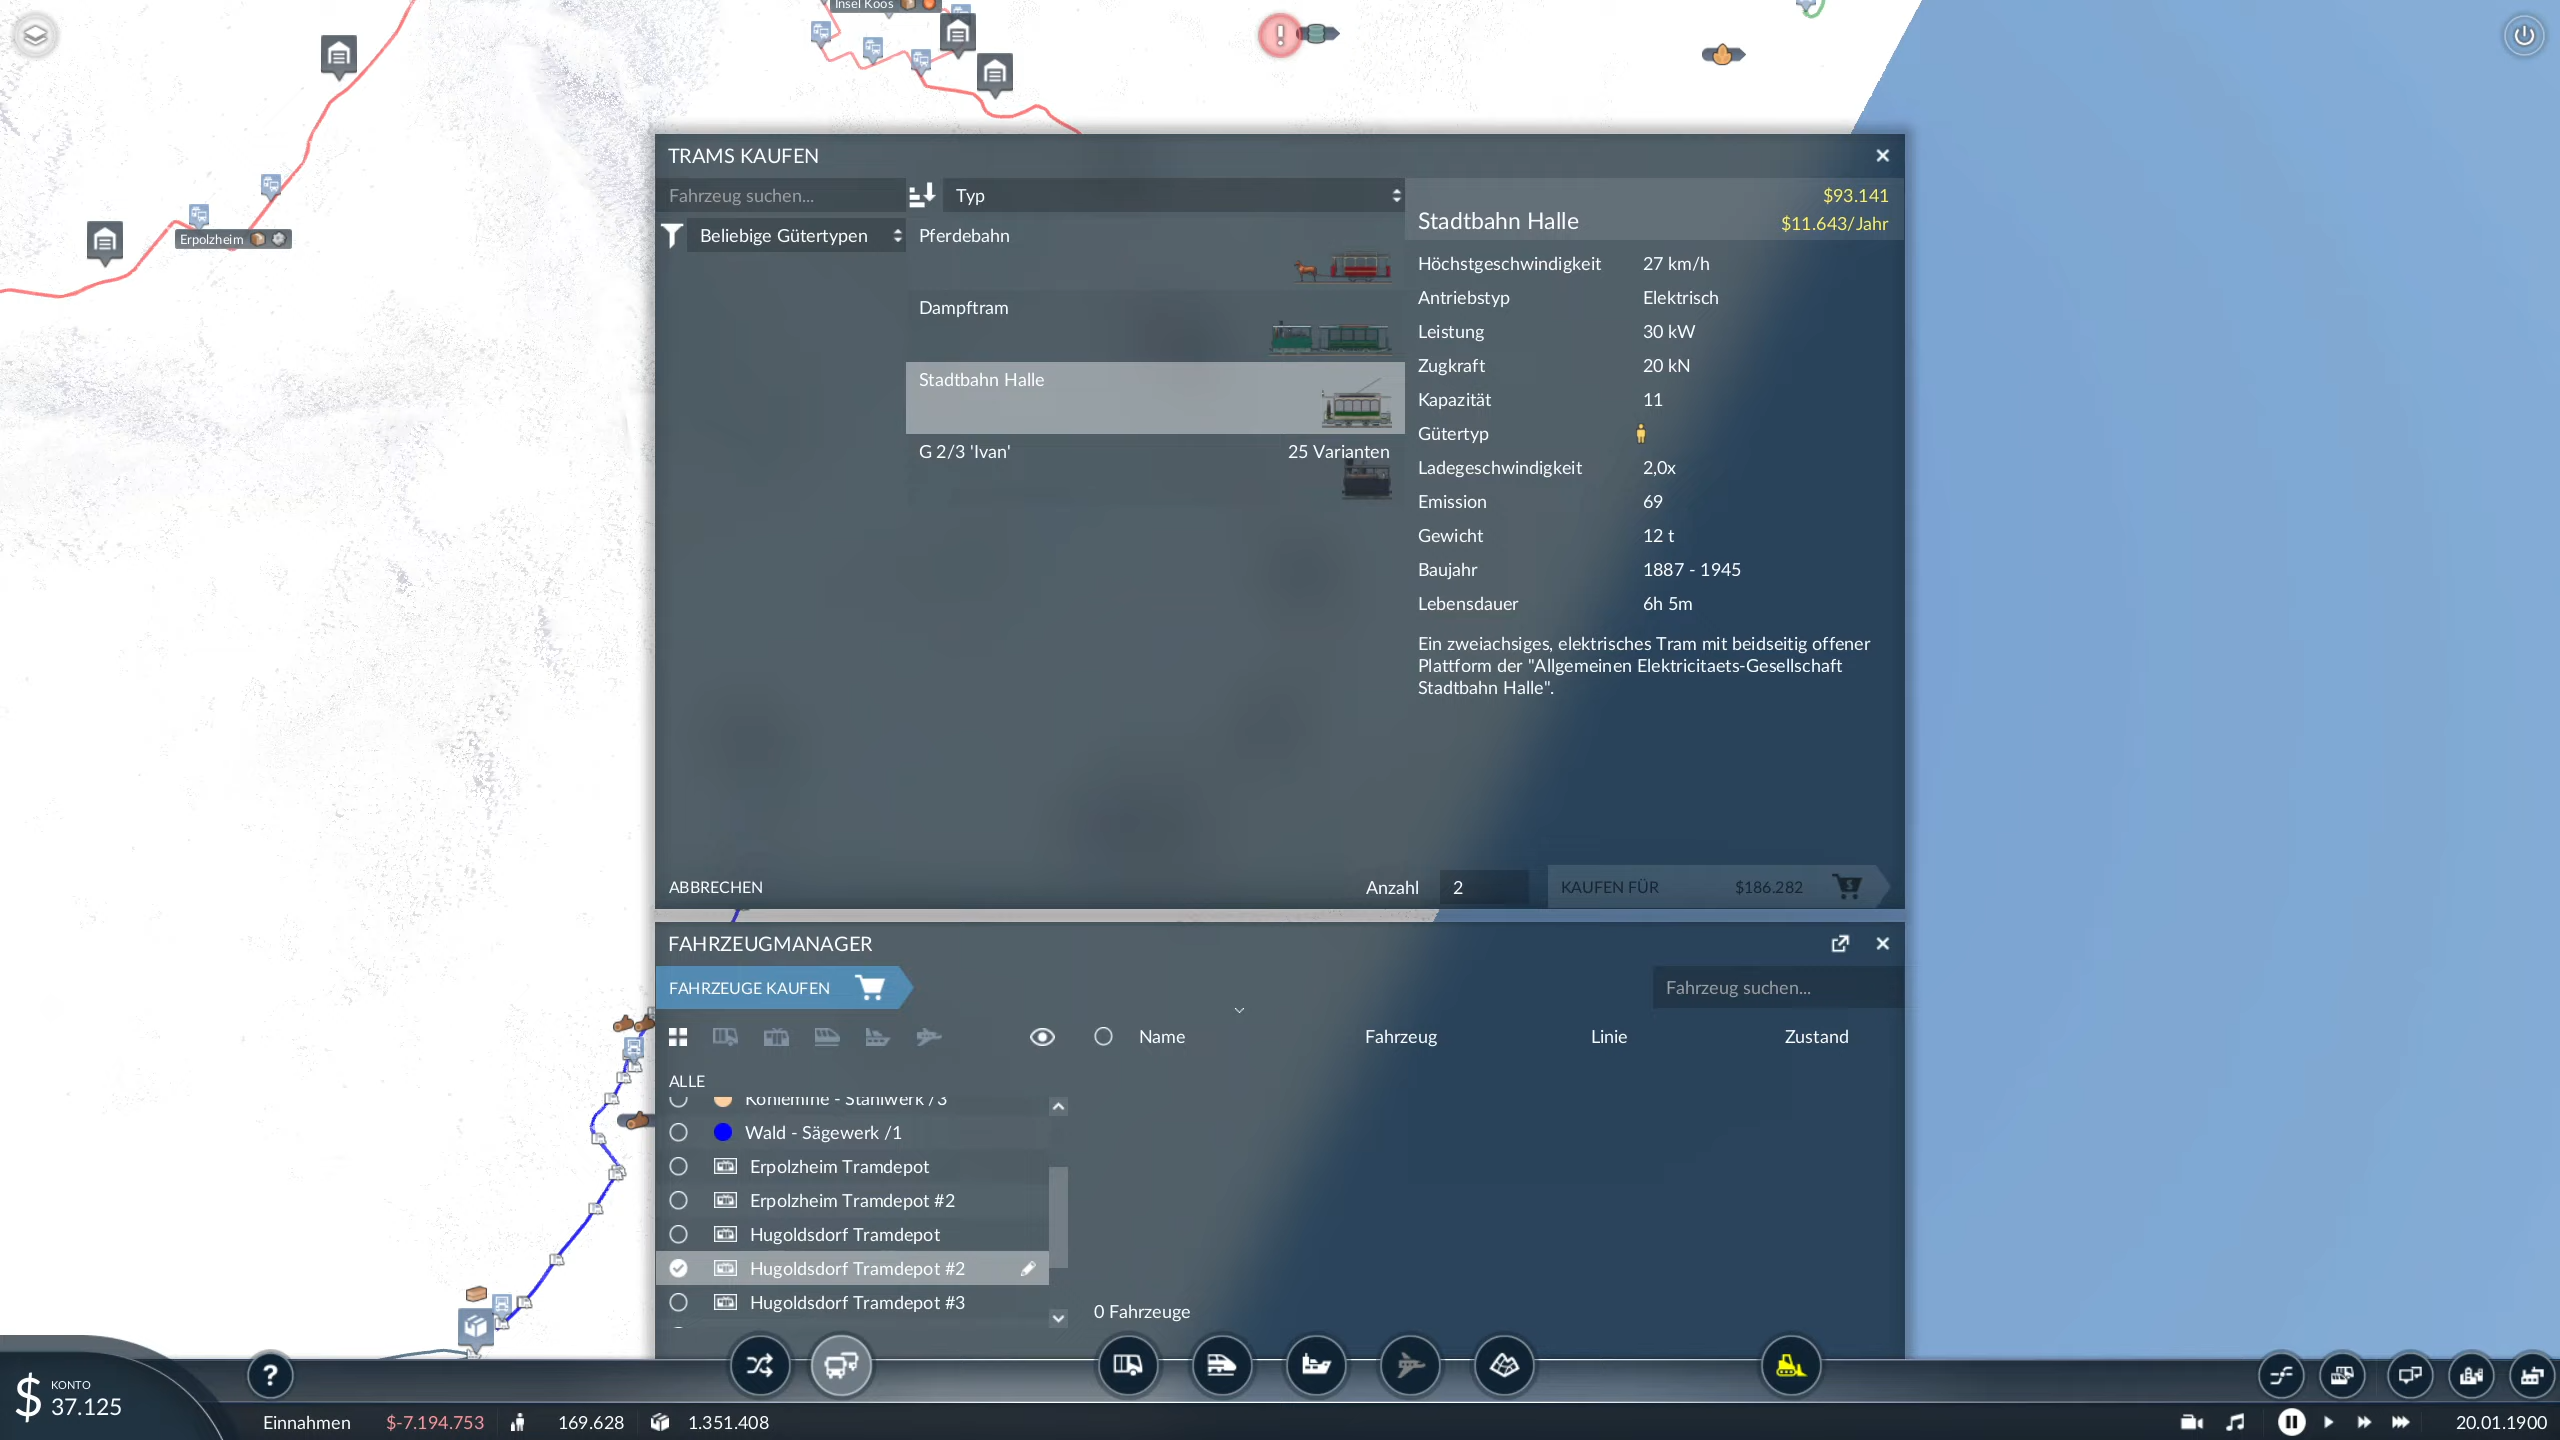 Insel Koos
Erpolzheim
TRAMS KAUFEN
Fahrzeug suchen...
Typ
Beliebige Gütertypen
Pferdebahn
Dampftram
Stadtbahn Halle
G 2/3 'Ivan'
25 Varianten
$93.141
Stadtbahn Halle
$11.643/Jahr
Höchstgeschwindigkeit 27 km/h
Antriebstyp Elektrisch
Leistung 30 kW
Zugkraft 20 kN
Kapazität 11
Gütertyp
Ladegeschwindigkeit 2,0x
Emission 69
Gewicht 12 t
Baujahr 1887 - 1945
Lebensdauer 6h 5m
Ein zweiachsiges, elektrisches Tram mit beidseitig offener
Plattform der "Allgemeinen Elektricitaets-Gesellschaft
Stadtbahn Halle".
ABBRECHEN
Anzahl 2
KAUFEN FÜR $186.282
FAHRZEUGMANAGER
FAHRZEUGE KAUFEN
Fahrzeug suchen...
Name Fahrzeug Linie Zustand
ALLE
Kohlemine - Stahlwerk /3
Wald - Sägewerk /1
Erpolzheim Tramdepot
Erpolzheim Tramdepot #2
Hugoldsdorf Tramdepot
Hugoldsdorf Tramdepot #2
Hugoldsdorf Tramdepot #3
0 Fahrzeuge
$ KONTO
37.125
?
Einnahmen $-7.194.753 169.628 1.351.408
20.01.1900